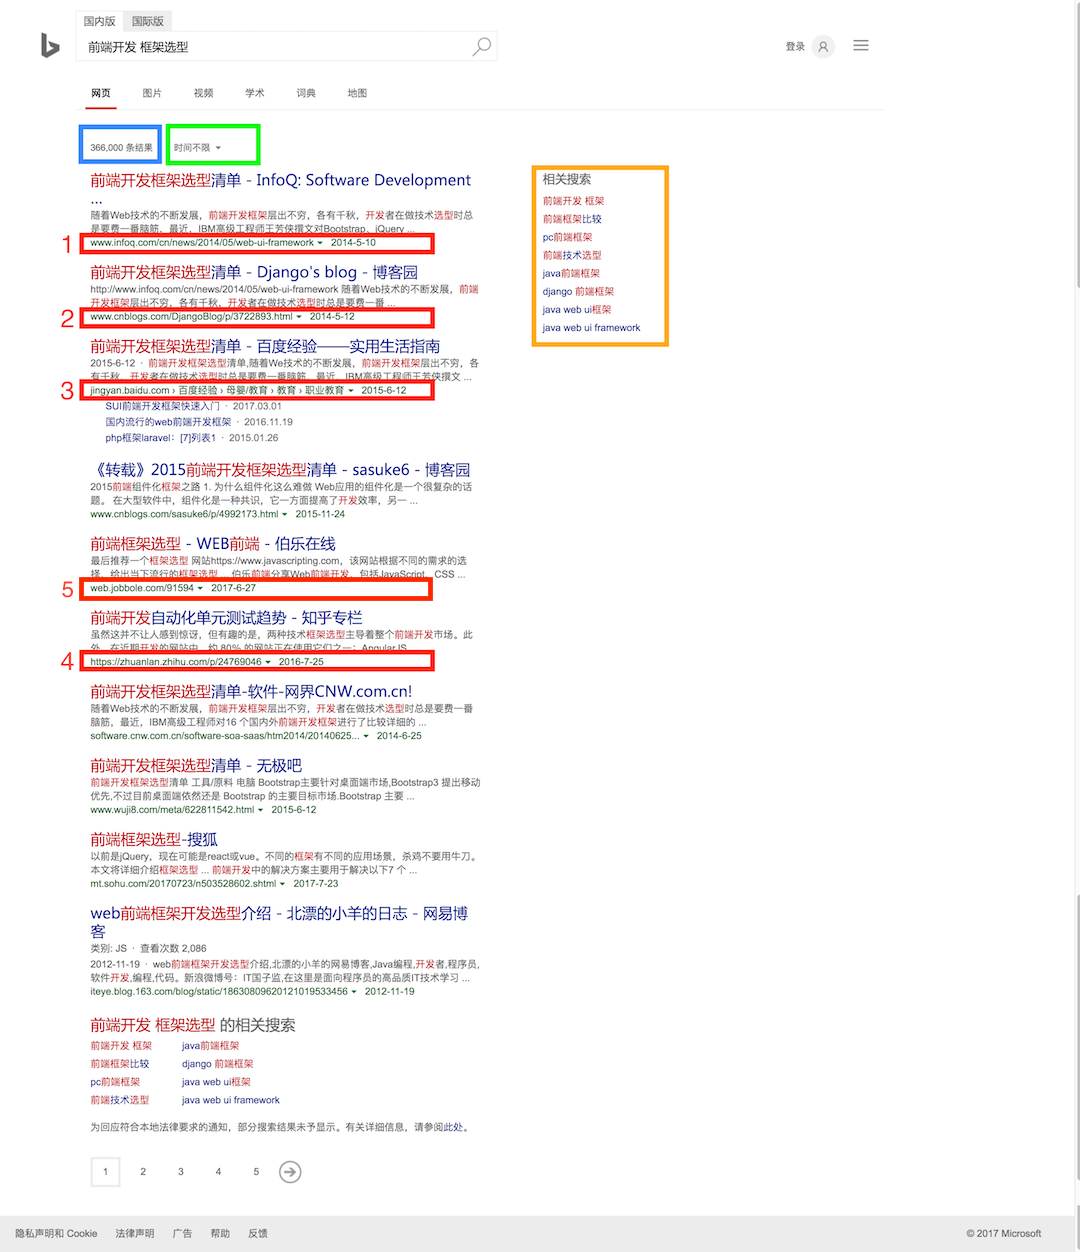 国内版 国际版
前端开发 框架选型
登录
网页 图片 视频 学术 词典 地图
366,000 条结果 时间不限
前端开发框架选型清单 - InfoQ: Software Development
...
随着Web技术的不断发展，前端开发框架层出不穷，各有千秋，开发者在做技术选型时总
是要费一番脑筋。最近，IBM高级工程师王芳侠撰文对Bootstrap、jQuery ...
1 www.infoq.com/cn/news/2014/05/web-ui-framework 2014-5-10
前端开发框架选型清单 - Django's blog - 博客园
http://www.infoq.com/cn/news/2014/05/web-ui-framework 随着Web技术的不断发展，前端
开发框架层出不穷，各有千秋，开发者在做技术选型时总是要费一番 ...
2 www.cnblogs.com/DjangoBlog/p/3722893.html 2014-5-12
前端开发框架选型清单 - 百度经验——实用生活指南
2015-6-12 · 前端开发框架选型清单,随着We技术的不断发展，前端开发框架层出不穷，各
有千秋，开发者在做技术选型时总是要费一番脑筋。最近，IBM高级工程师王芳侠撰文 ...
3 jingyan.baidu.com › 百度经验 › 母婴/教育 › 教育 › 职业教育 2015-6-12
SUI前端开发框架快速入门 · 2017.03.01
国内流行的web前端开发框架 · 2016.11.19
php框架laravel：[7]列表1 · 2015.01.26
《转载》2015前端开发框架选型清单 - sasuke6 - 博客园
2015前端组件化框架之路 1. 为什么组件化这么难做 Web应用的组件化是一个很复杂的话
题。 在大型软件中，组件化是一种共识，它一方面提高了开发效率，另一 ...
www.cnblogs.com/sasuke6/p/4992173.html 2015-11-24
前端框架选型 - WEB前端 - 伯乐在线
最后推荐一个框架选型 网站https://www.javascripting.com，该网站根据不同的需求的选
择，给出当下流行的框架选型 ... 伯乐前端分享Web前端开发，包括JavaScript，CSS ...
5 web.jobbole.com/91594 2017-6-27
前端开发自动化单元测试趋势 - 知乎专栏
虽然这并不让人感到惊讶，但有趣的是，两种技术框架选型主导着整个前端开发市场。此
外，在近期开发的网站中，约 80% 的网站正在使用它们之一：AngularJS
4 https://zhuanlan.zhihu.com/p/24769046 2016-7-25
前端开发框架选型清单-软件-网界CNW.com.cn!
随着Web技术的不断发展，前端开发框架层出不穷，各有千秋，开发者在做技术选型时总是要费一番
脑筋，最近，IBM高级工程师对16 个国内外前端开发框架进行了比较详细的 ...
software.cnw.com.cn/software-soa-saas/htm2014/20140625... 2014-6-25
前端开发框架选型清单 - 无极吧
前端开发框架选型清单 工具/原料 电脑 Bootstrap主要针对桌面端市场,Bootstrap3 提出移动
优先,不过目前桌面端依然还是 Bootstrap 的主要目标市场.Bootstrap 主要 ...
www.wuji8.com/meta/622811542.html 2015-6-12
前端框架选型-搜狐
以前是jQuery，现在可能是react或vue。不同的框架有不同的应用场景，杀鸡不要用牛刀。
本文将详细介绍框架选型 ... 前端开发中的解决方案主要用于解决以下7 个 ...
mt.sohu.com/20170723/n503528602.shtml 2017-7-23
web前端框架开发选型介绍 - 北漂的小羊的日志 - 网易博
客
类别: JS · 查看次数 2,086
2012-11-19 · web前端框架开发选型介绍,北漂的小羊的网易博客,Java编程,开发者,程序员,
软件开发,编程,代码。新浪微博号：IT国子监,在这里是面向程序员的高品质IT技术学习 ...
iteye.blog.163.com/blog/static/1863080962012101953​3456 2012-11-19
前端开发 框架选型 的相关搜索
前端开发 框架 java前端框架
前端框架比较 django 前端框架
pc前端框架 java web ui框架
前端技术选型 java web ui framework
为回应符合本地法律要求的通知，部分搜索结果未予显示。有关详细信息，请参阅此处。
1 2 3 4 5
相关搜索
前端开发 框架
前端框架比较
pc前端框架
前端技术选型
java前端框架
django 前端框架
java web ui框架
java web ui framework
隐私声明和 Cookie 法律声明 广告 帮助 反馈 © 2017 Microsoft